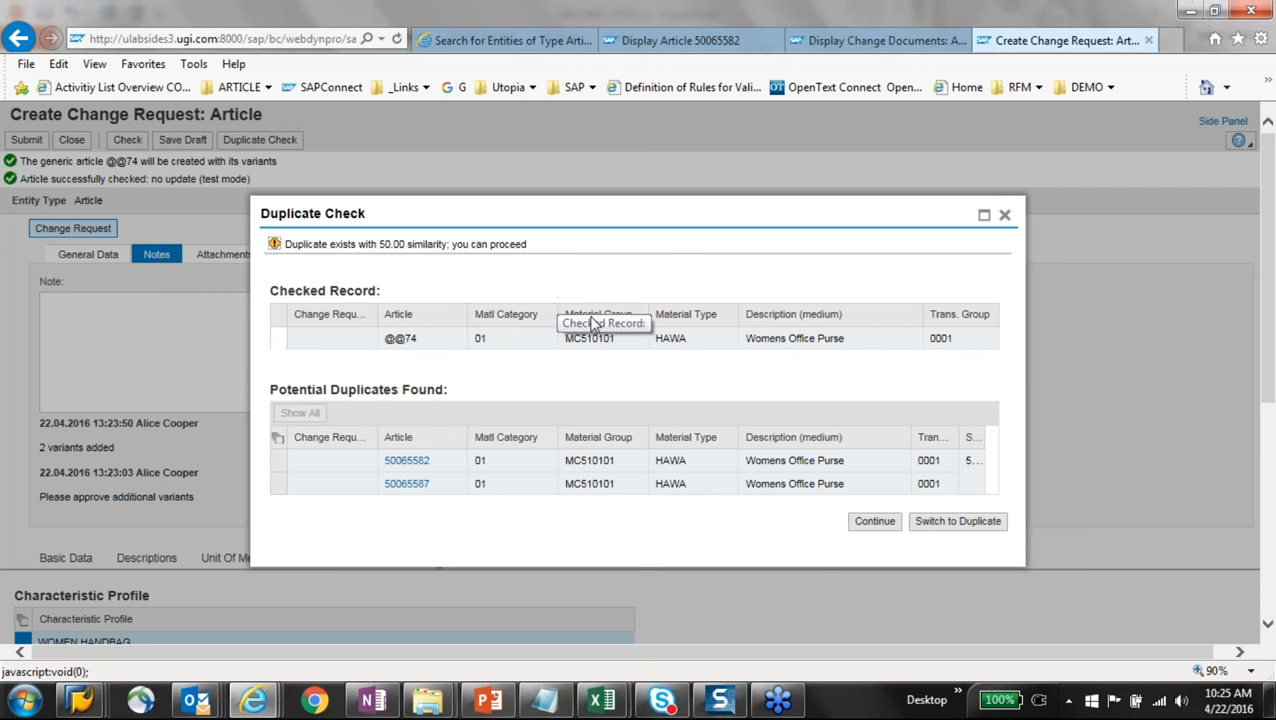 http://ulabsides3.ugi.com:8000/sap/bc/webdynpro/sa
Search for Entities of Type Arti...
Display Article 50065582
Display Change Documents: A...
Create Change Request: Art...
File Edit View Favorites Tools Help
Activitiy List Overview CO... ARTICLE SAPConnect _Links G Utopia SAP Definition of Rules for Vali... OpenText Connect Open... Home RFM DEMO
Create Change Request: Article
Side Panel
Submit Close Check Save Draft Duplicate Check
The generic article @@74 will be created with its variants
Article successfully checked: no update (test mode)
Entity Type Article
Change Request
General Data Notes Attachments
Note:
22.04.2016 13:23:50 Alice Cooper
2 variants added
22.04.2016 13:23:03 Alice Cooper
Please approve additional variants
Basic Data Descriptions Unit Of Me
Characteristic Profile
Characteristic Profile
WOMEN HANDBAG
Duplicate Check
Duplicate exists with 50.00 similarity; you can proceed
Checked Record:
Change Requ... Article Matl Category Material Group Material Type Description (medium) Trans. Group
Checked Record:
@@74 01 MC510101 HAWA Womens Office Purse 0001
Potential Duplicates Found:
Show All
Change Requ... Article Matl Category Material Group Material Type Description (medium) Tran... S...
50065582 01 MC510101 HAWA Womens Office Purse 0001 5...
50065587 01 MC510101 HAWA Womens Office Purse 0001
Continue Switch to Duplicate
javascript:void(0);
90%
Desktop 100% 10:25 AM
4/22/2016